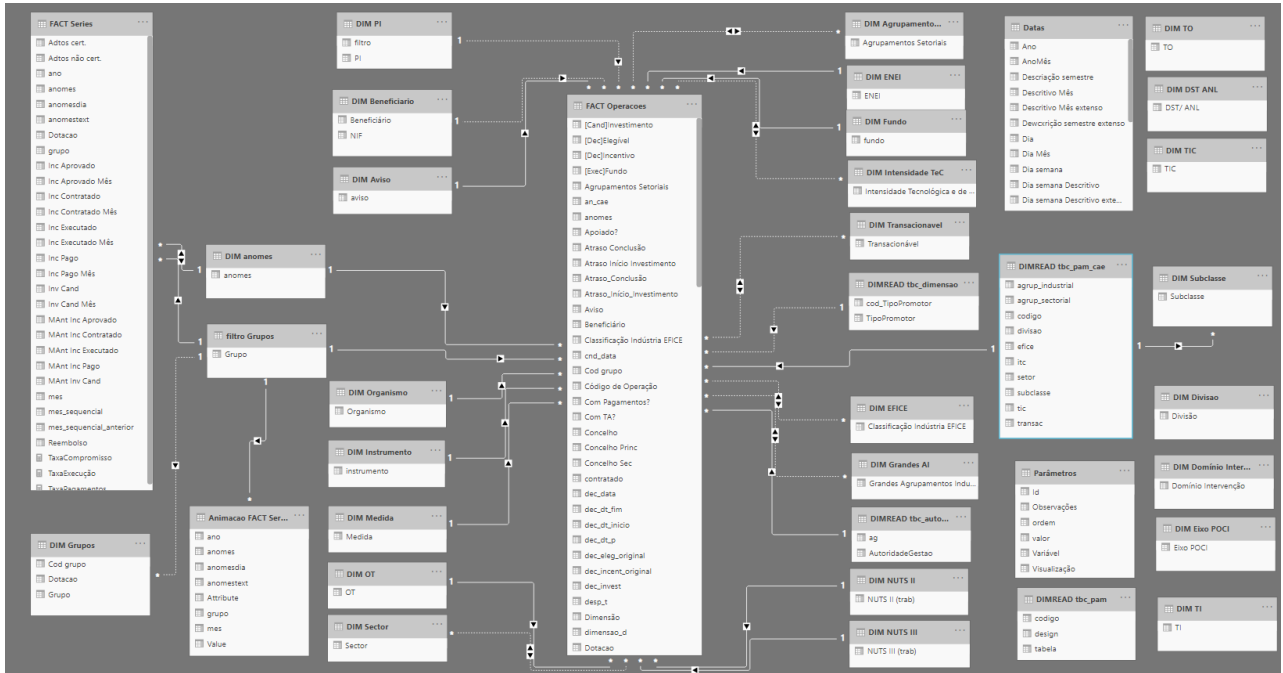 FACT Series
Adtos cert.
Adtos não cert.
ano
anomes
anomesdia
anomestext
Dotacao
grupo
Inc Aprovado
Inc Aprovado Mês
Inc Contratado
Inc Contratado Mês
Inc Executado
Inc Executado Mês
Inc Pago
Inc Pago Mês
Inv Cand
Inv Cand Mês
MAnt Inc Aprovado
MAnt Inc Contratado
MAnt Inc Executado
MAnt Inc Pago
MAnt Inv Cand
mes
mes_sequencial
mes_sequencial_anterior
Reembolso
TaxaCompromisso
TaxaExecução
TaxaPagamentos
DIM Grupos
Cod grupo
Dotacao
Grupo
DIM anomes
anomes
filtro Grupos
Grupo
Animacao FACT Ser...
ano
anomes
anomesdia
anomestext
Attribute
grupo
mes
Value
DIM PI
filtro
PI
DIM Beneficiario
Beneficiário
NIF
DIM Aviso
aviso
DIM Organismo
Organismo
DIM Instrumento
Instrumento
DIM Medida
Medida
DIM OT
OT
DIM Sector
Sector
FACT Operacoes
[Cand]Investimento
[Dec]Elegível
[Dec]Incentivo
[Exec]Fundo
Agrupamentos Setoriais
an_cae
anomes
Apoiado?
Atraso Conclusão
Atraso Início Investimento
Atraso_Conclusão
Atraso_Início_Investimento
Aviso
Beneficiário
Classificação Indústria EFICE
cnd_data
Cod grupo
Código de Operação
Com Pagamentos?
Com TA?
Concelho
Concelho Princ
Concelho Sec
contratado
dec_data
dec_dt_fim
dec_dt_inicio
dec_dt_p
dec_eleg_original
dec_incent_original
dec_invest
desp_t
Dimensão
dimensao_d
Dotacao
DIM Agrupamento...
Agrupamentos Setoriais
DIM ENEI
ENEI
DIM Fundo
fundo
DIM Intensidade TeC
Intensidade Tecnológica e de ...
DIM Transacionavel
Transacionável
DIMREAD tbc_dimensao
cod_TipoPromotor
TipoPromotor
DIM EFICE
Classificação Indústria EFICE
DIM Grandes AI
Grandes Agrupamentos Indu...
DIMREAD tbc_auto...
ag
AutoridadeGestao
DIM NUTS II
NUTS II (trab)
DIM NUTS III
NUTS III (trab)
Datas
Ano
AnoMês
Descriação semestre
Descritivo Mês
Descritivo Mês extenso
Dewcxrição semestre extenso
Dia
Dia Mês
Dia semana
Dia semana Descritivo
Dia semana Descritivo exte...
DIMREAD tbc_pam_cae
agrup_industrial
agrup_sectorial
codigo
divisao
efice
itc
setor
subclasse
tic
transac
Parâmetros
Id
Observações
ordem
valor
Variável
Visualização
DIMREAD tbc_pam
codigo
design
tabela
DIM TO
TO
DIM DST ANL
DST/ ANL
DIM TIC
TIC
DIM Subclasse
Subclasse
DIM Divisao
Divisão
DIM Domínio Inter...
Domínio Intervenção
DIM Eixo POCI
Eixo POCI
DIM TI
TI